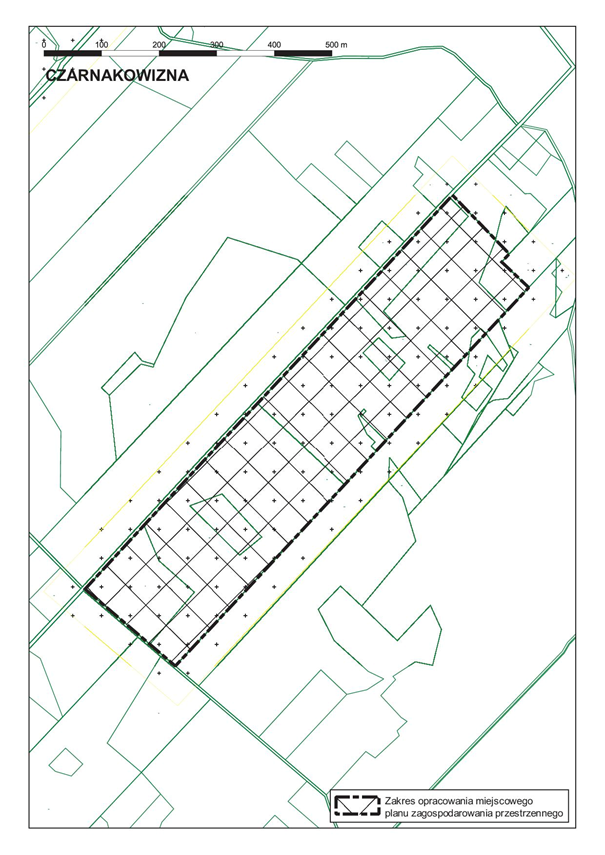 0 100 200 300 400 500 m
CZARNAKOWIZNA
Zakres opracowania miejscowego
planu zagospodarowania przestrzennego